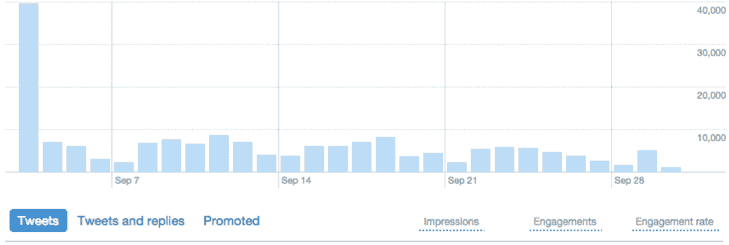 40,000
30,000
20,000
10,000
Sep 7 Sep 14 Sep 21 Sep 28
Tweets Tweets and replies Promoted Impressions Engagements Engagement rate